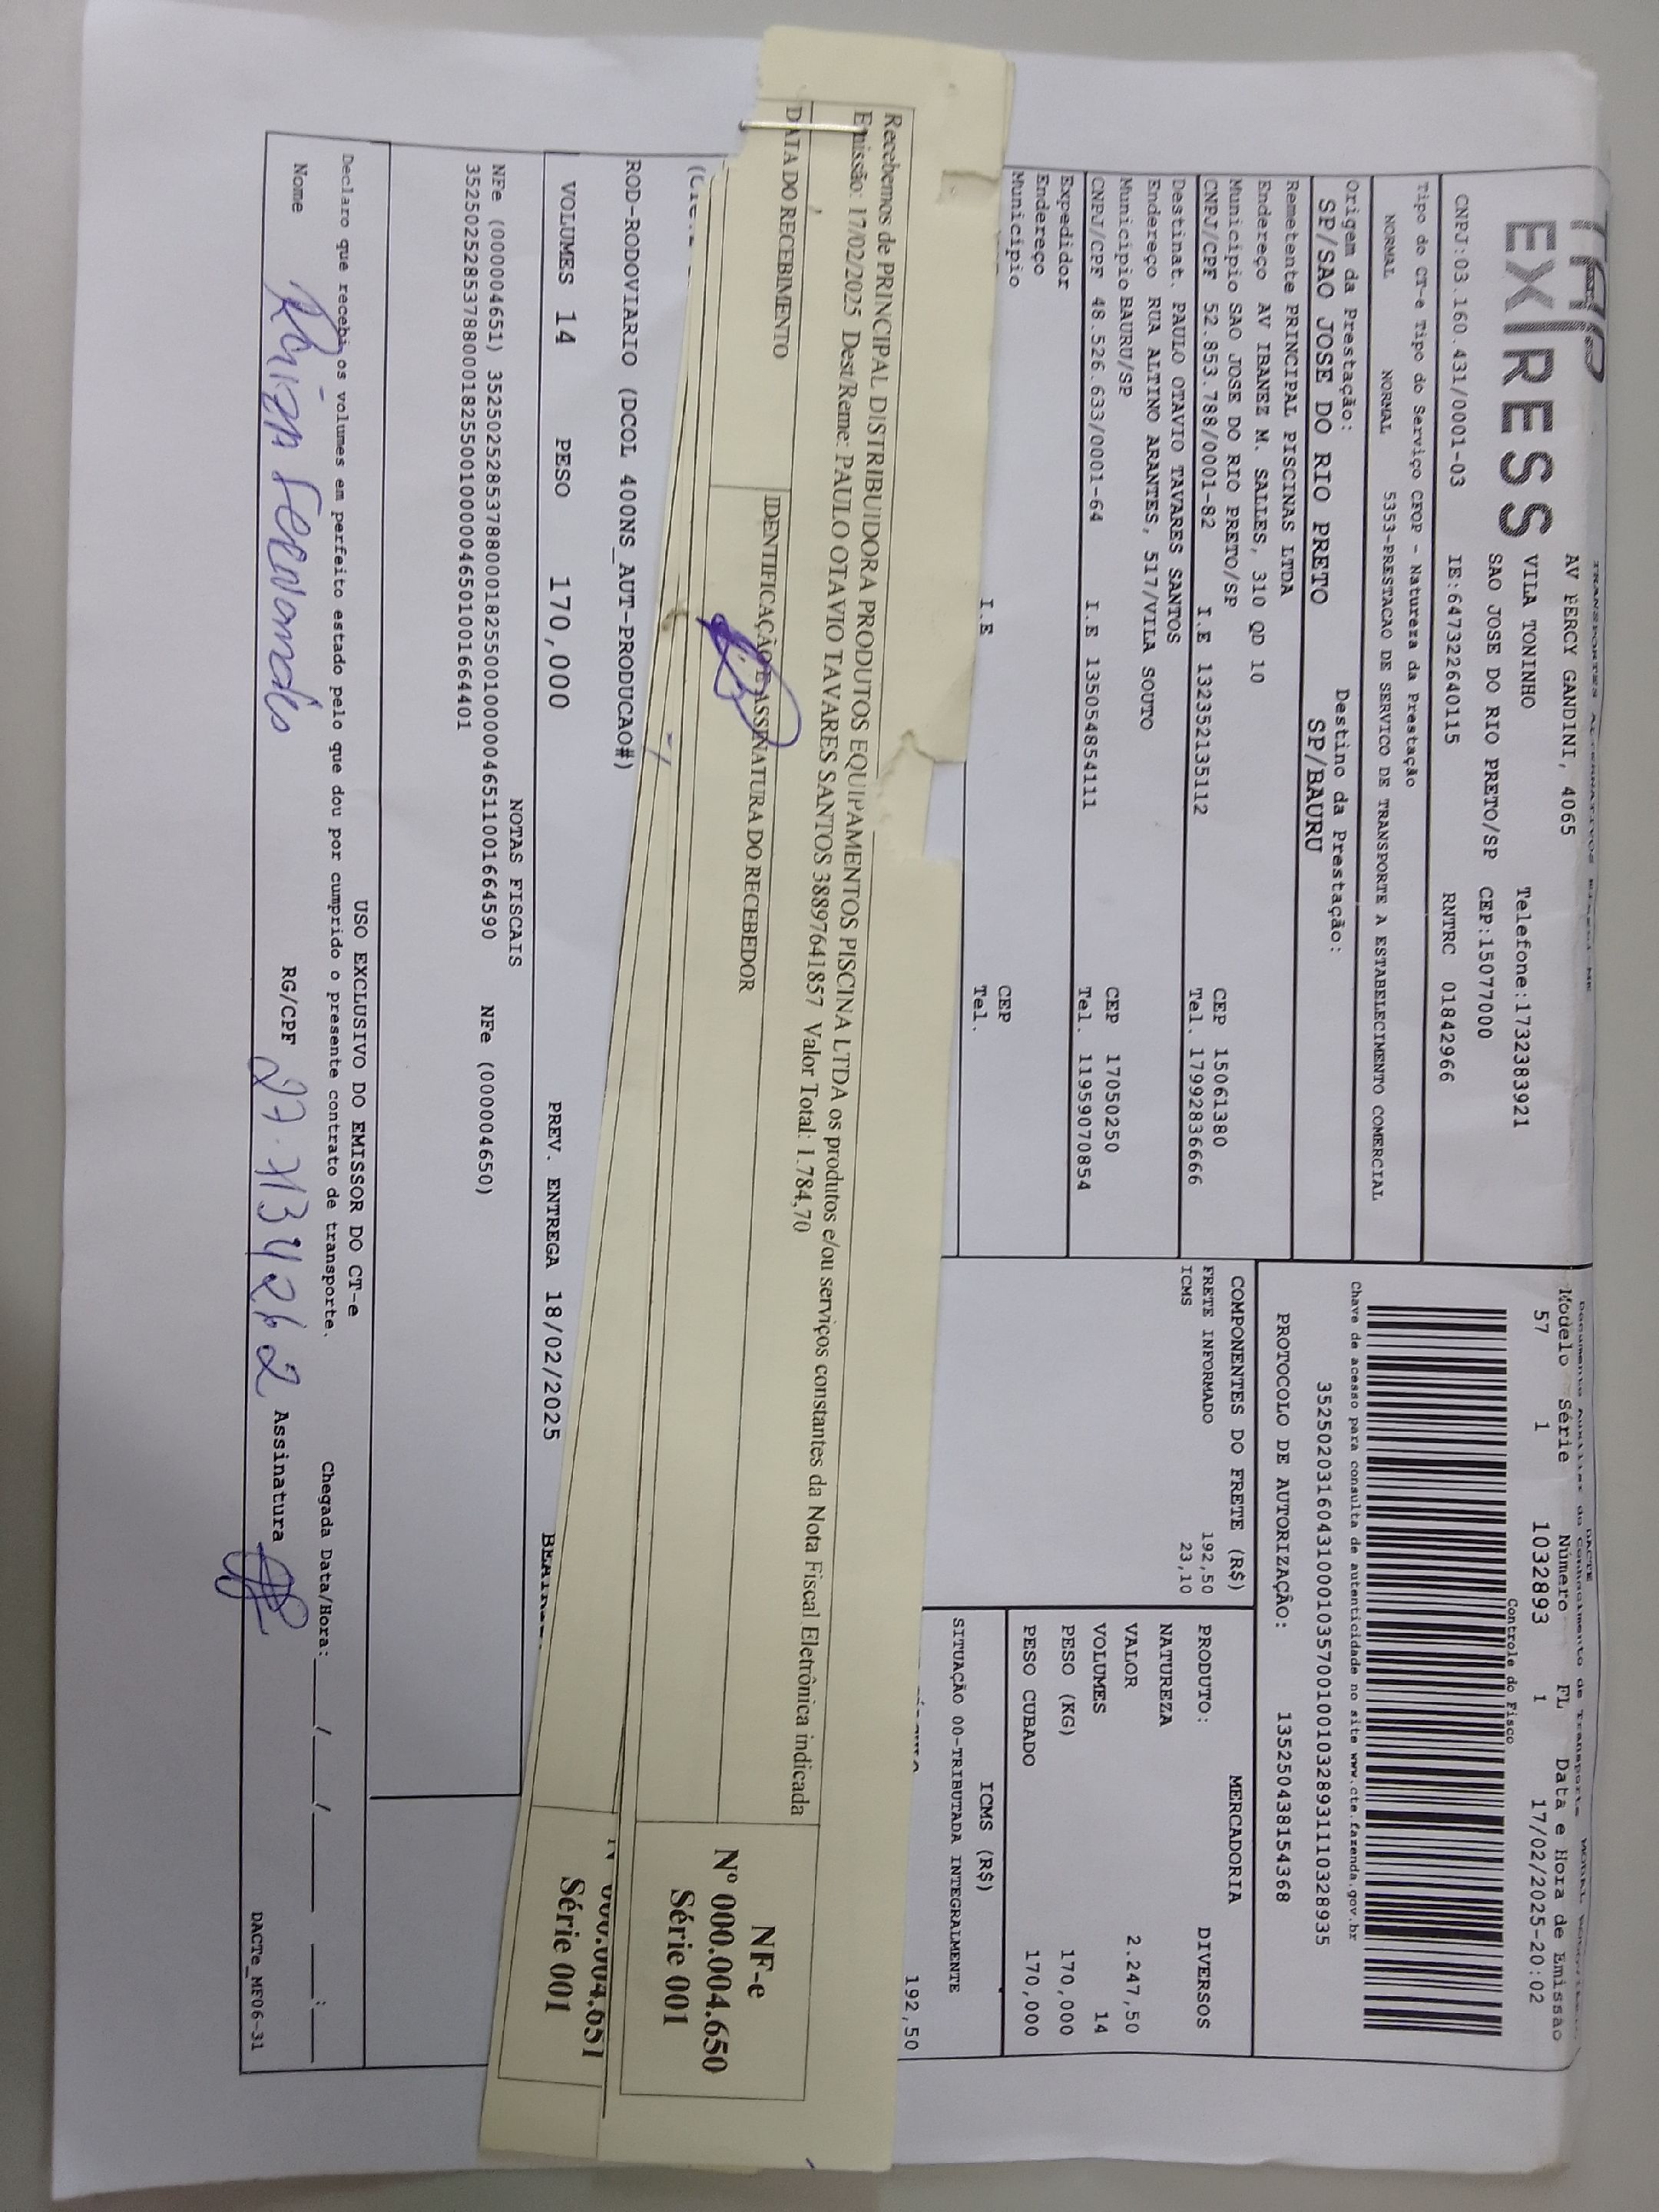 EXPRESS
AV PERCY GANDINI, 4065
VILA TONINHO Telefone:1732383921
SAO JOSE DO RIO PRETO/SP CEP:15077000
CNPJ:03.160.431/0001-03 IE:647322640115 RNTRC 01842966
Tipo do CT-e Tipo do Serviço CFOP - Natureza da Prestação
NORMAL NORMAL 5353-PRESTACAO DE SERVICO DE TRANSPORTE A ESTABELECIMENTO COMERCIAL
Origem da Prestação: Destino da Prestação:
SP/SAO JOSE DO RIO PRETO SP/BAURU
Remetente PRINCIPAL PISCINAS LTDA
Endereço AV IBANEZ M. SALLES, 310 QD 10
Município SAO JOSE DO RIO PRETO/SP CEP 15061380
CNPJ/CPF 52.853.788/0001-82 I.E 132352135112 Tel. 17992836666
Destinat. PAULO OTAVIO TAVARES SANTOS
Endereço RUA ALTINO ARANTES, 517/VILA SOUTO
Município BAURU/SP CEP 17050250
CNPJ/CPF 48.526.633/0001-64 I.E 135054854111 Tel. 11959070854
Expedidor
Endereço
Município CEP
I.E Tel.
DACTE
Modelo Série Número FL Data e Hora de Emissão
57 1 1032893 1 17/02/2025-20:02
Controle do Fisco
Chave de acesso para consulta de autenticidade no site www.cte.fazenda.gov.br
35250203160431000103570010010328931110328935
PROTOCOLO DE AUTORIZAÇÃO: 135250438154368
COMPONENTES DO FRETE (R$)
FRETE INFORMADO 192,50
ICMS 23,10
MERCADORIA
PRODUTO: DIVERSOS
NATUREZA
VALOR 2.247,50
VOLUMES 14
PESO (KG) 170,000
PESO CUBADO 170,000
ICMS (R$)
SITUAÇÃO 00-TRIBUTADA INTEGRALMENTE
192,50
Recebemos de PRINCIPAL DISTRIBUIDORA PRODUTOS EQUIPAMENTOS PISCINA LTDA os produtos e/ou serviços constantes da Nota Fiscal Eletrônica indicada
Emissão: 17/02/2025 Dest/Reme: PAULO OTAVIO TAVARES SANTOS 38897641857 Valor Total: 1.784,70
DATA DO RECEBIMENTO IDENTIFICAÇÃO E ASSINATURA DO RECEBEDOR
NF-e
Nº 000.004.650
Série 001
Nº 000.004.651
Série 001
ROD-RODOVIARIO (DCOL 400NS_AUT-PRODUCAO#)
VOLUMES 14 PESO 170,000 PREV. ENTREGA 18/02/2025
NOTAS FISCAIS
NFe (000004651) 35250252853788000182550010000046511001664590 NFe (000004650)
35250252853788000182550010000046501001664401
USO EXCLUSIVO DO EMISSOR DO CT-e
Declaro que recebi os volumes em perfeito estado pelo que dou por cumprido o presente contrato de transporte. Chegada Data/Hora:___/___/___ __:__
Nome RG/CPF Assinatura
DACTe_MF06-31